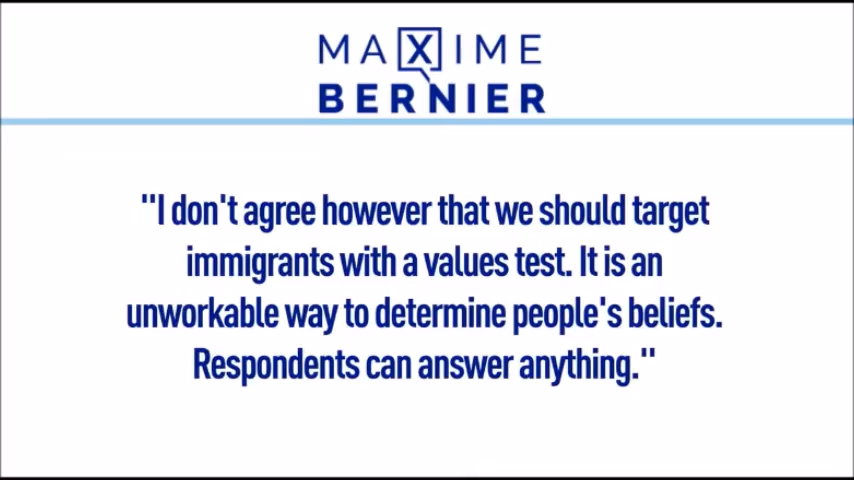 MAXIME
BERNIER
"I don't agree however that we should target
immigrants with a values test. It is an
unworkable way to determine people's beliefs.
Respondents can answer anything."